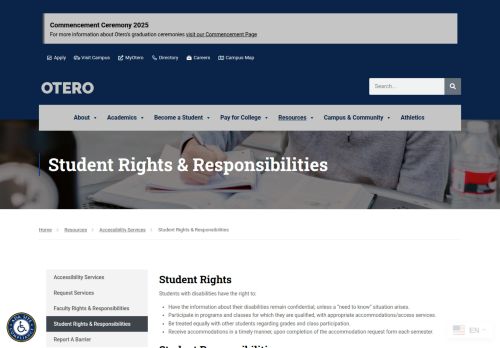 Commencement Ceremony 2025
For more information about Otero's graduation ceremonies visit our Commencement Page
Apply Visit Campus MyOtero Directory Careers Campus Map
OTERO
Search...
About Academics Become a Student Pay for College Resources Campus & Community Athletics
Student Rights & Responsibilities
Home Resources Accessibility Services Student Rights & Responsibilities
Accessibility Services
Request Services
Faculty Rights & Responsibilities
Student Rights & Responsibilities
Report A Barrier
Student Rights
Students with disabilities have the right to:
Have the information about their disabilities remain confidential, unless a "need to know" situation arises.
Participate in programs and classes for which they are qualified, with appropriate accommodations/access services.
Be treated equally with other students regarding grades and class participation.
Receive accommodations in a timely manner, upon completion of the accommodation request form each semester
EN